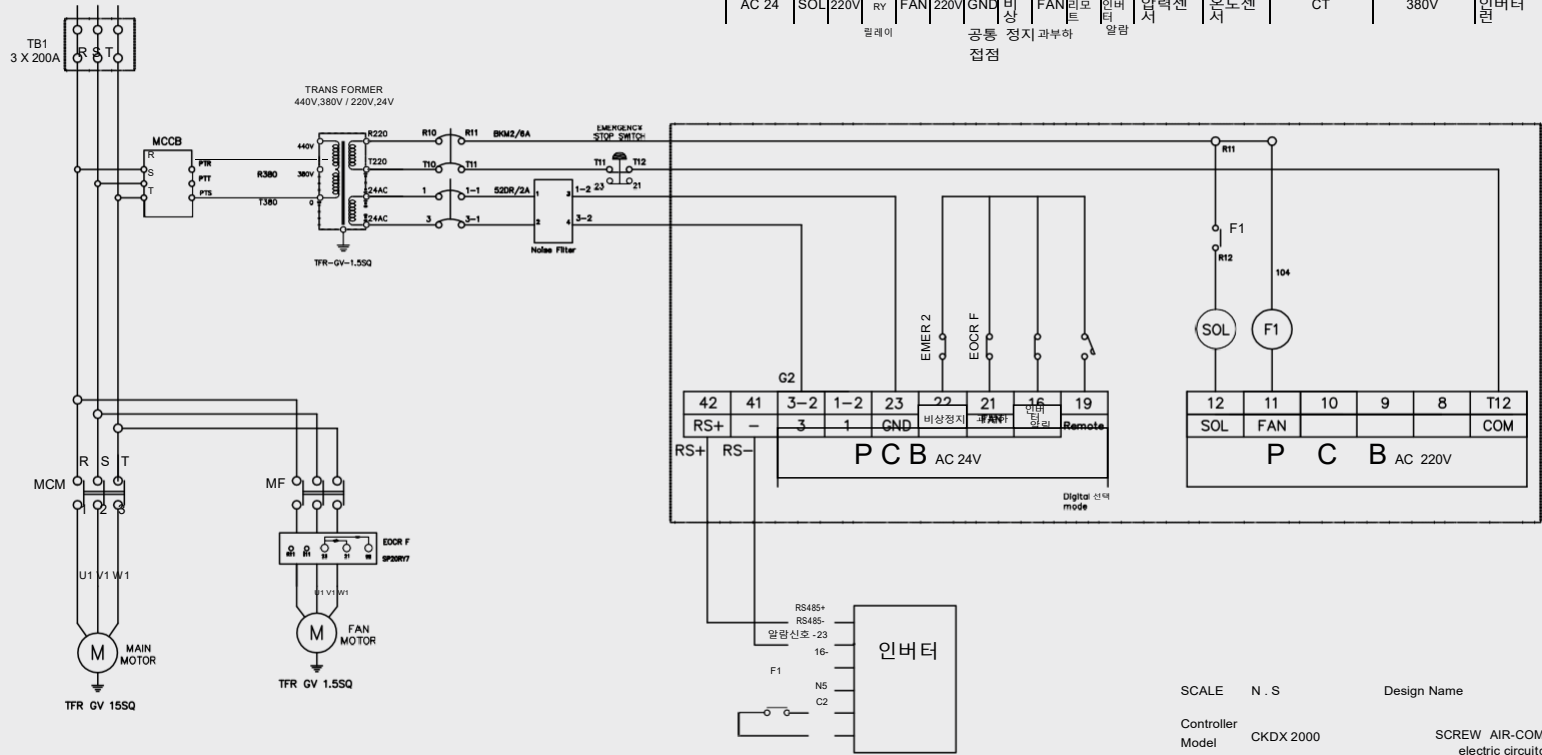 AC 24 SOL 220V RY FAN 220V GND 비상 FAN 리모트 인버터 압력센서 온도센서 CT 380V 인버터런
릴레이 공통 정지 과부하 알람
접점
TB1
3 X 200A
R S T
TRANS FORMER
440V,380V / 220V,24V
MCCB
R
S
T
PTR
PTT
PTS
R380
T380
440V
380V
0
R220
T220
24AC
24AC
R10 R11 BKM2/6A
T10 T11
1 1-1 S2DR/2A
3 3-1
TFR-GV-1.5SQ
1 3
2 4
1-2
3-2
Noise Filter
EMERGENCY
STOP SWITCH
T11 T12
23 21
R11
F1
R12
104
SOL
F1
EMER 2
EOCR F
G2
42 41 3-2 1-2 23 22 21 16 19
RS+ - 3 1 GND 비상정지 FAN Remote
RS+ RS-
P C B AC 24V
Digital 선택
mode
12 11 10 9 8 T12
SOL FAN COM
P C B AC 220V
R S T
MCM
1 2 3
MF
EOCR F
SP20RY7
U1 V1 W1
U1 V1 W1
M
MAIN
MOTOR
TFR GV 15SQ
M
FAN
MOTOR
TFR GV 1.5SQ
RS485+
RS485-
알람신호 -23
16-
F1
N5
C2
인버터
SCALE N . S Design Name
Controller
Model
CKDX 2000
SCREW AIR-COM
electric circuito